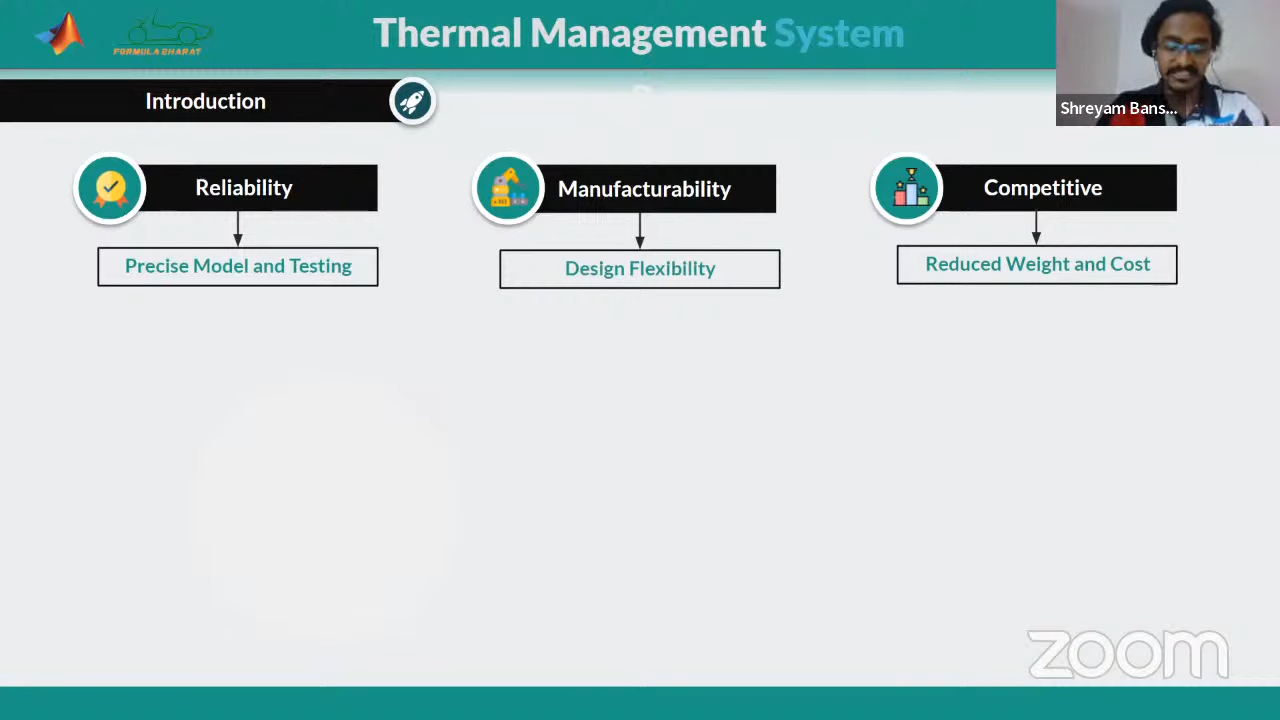 FORMULA BHARAT
Thermal Management System
Shreyam Bans...
Introduction
Reliability
Manufacturability
Competitive
Precise Model and Testing
Design Flexibility
Reduced Weight and Cost
zoom